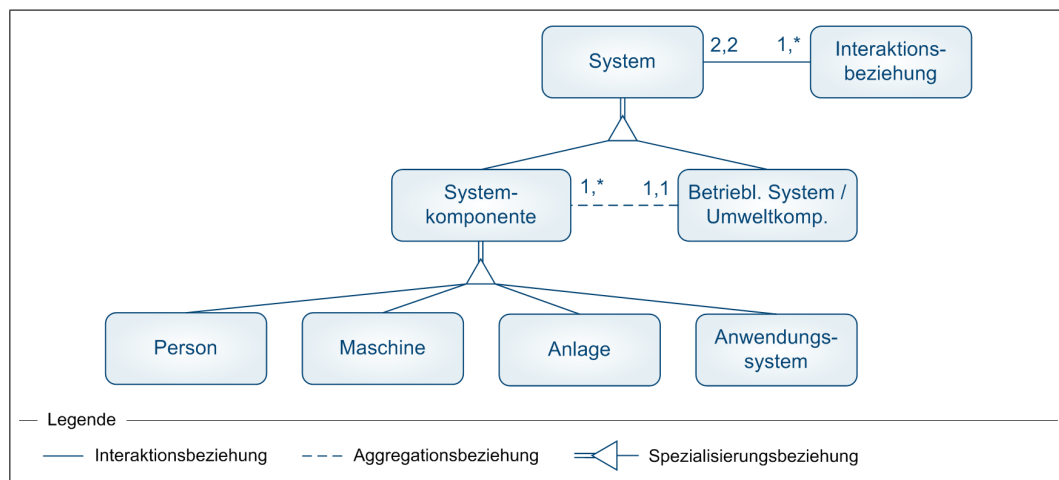 System
2,2
1,*
Interaktions-
beziehung
System-
komponente
1,*
1,1
Betriebl. System /
Umweltkomp.
Person
Maschine
Anlage
Anwendungs-
system
Legende
Interaktionsbeziehung
Aggregationsbeziehung
Spezialisierungsbeziehung